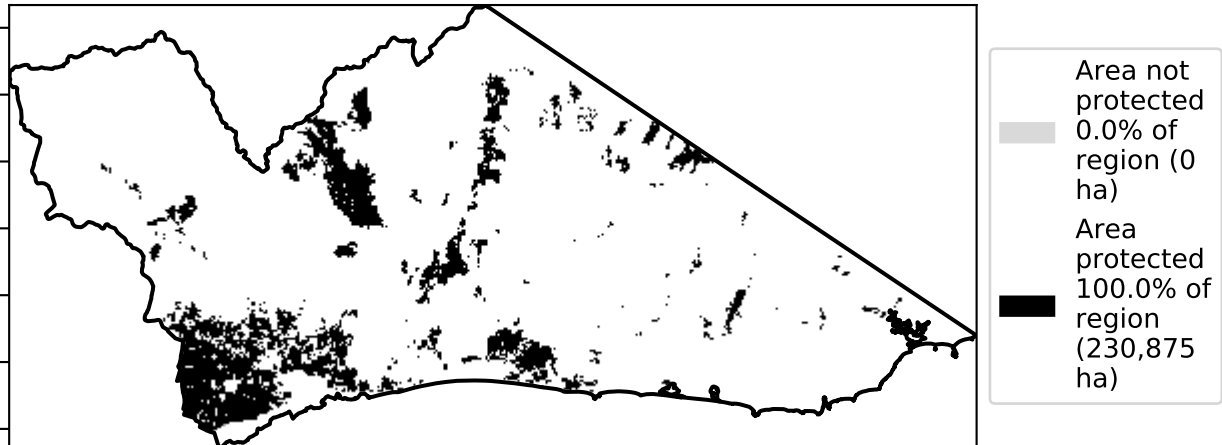 Area not
protected
0.0% of
region (0
ha)
Area
protected
100.0% of
region
(230,875
ha)